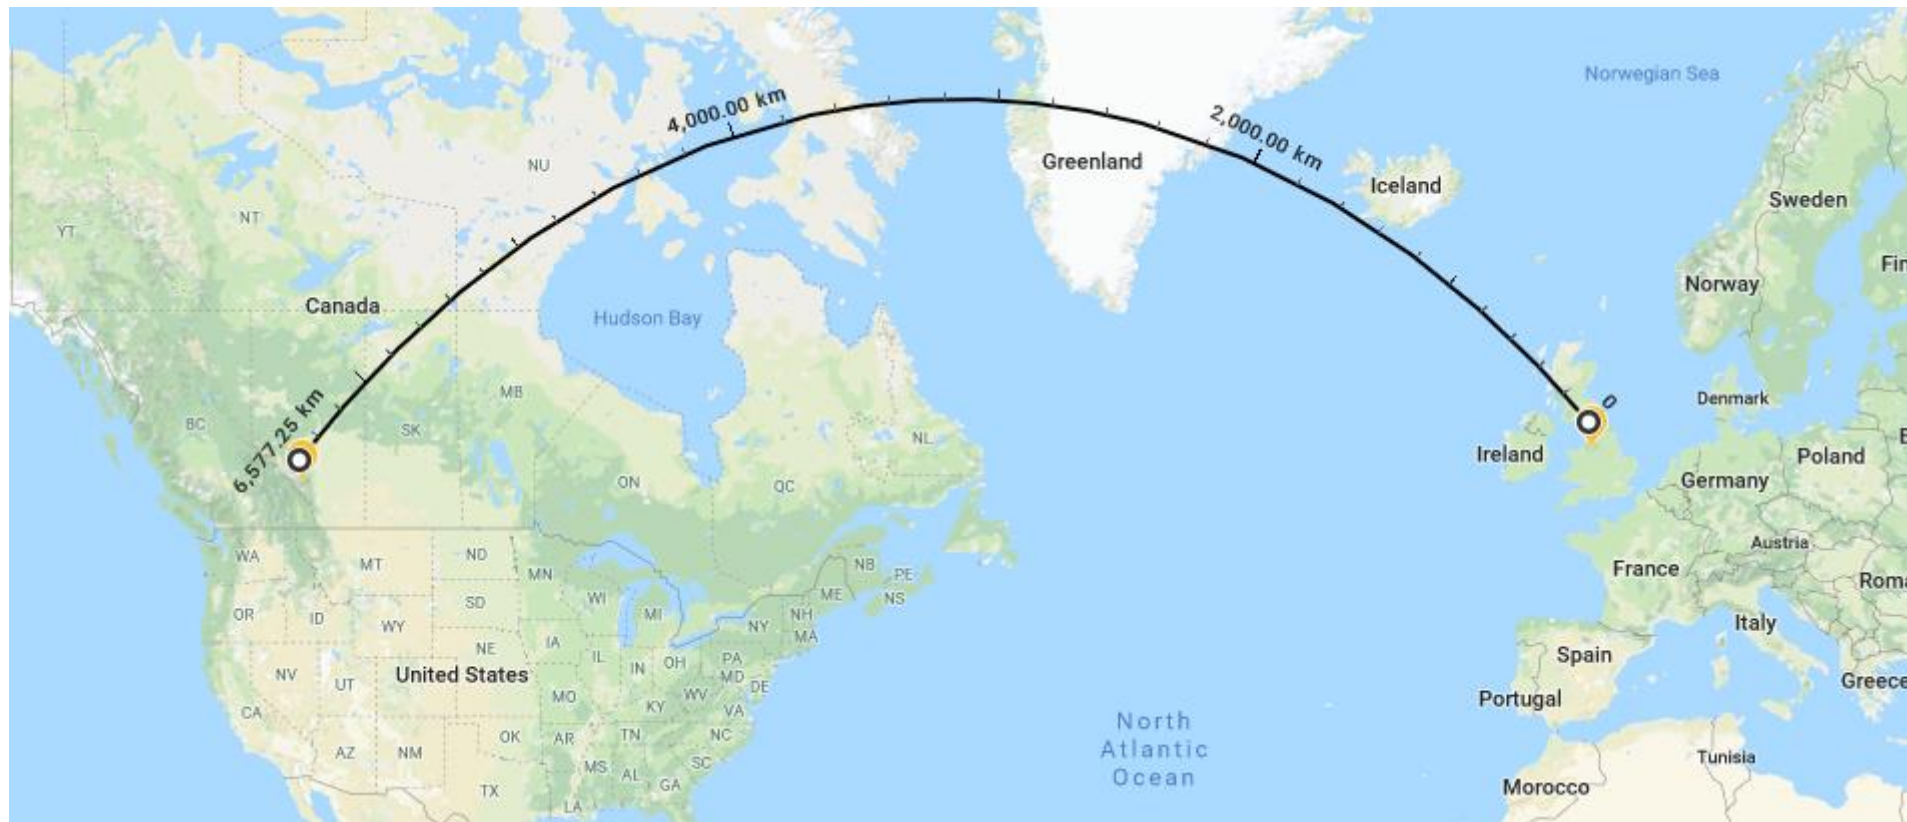 Norwegian Sea
4,000.00 km
2,000.00 km
NU
Greenland
Iceland
Sweden
NT
YT
Fin
Norway
Canada
Hudson Bay
MB
Denmark
0
6,577.25 km
BC
SK
NL
Ireland
Poland
Germany
ON
QC
Austria
WA
MT
ND
MN
NB
PE
France
Roma
OR
ID
WY
SD
WI
MI
ME
NS
NH
NY
MA
Italy
NE
IA
IL
IN
OH
PA
Spain
NV
UT
United States
MD
DE
Greece
MO
KY
WV
VA
Portugal
CA
North
Atlantic
Ocean
AZ
NM
OK
AR
TN
NC
SC
MS
AL
GA
Tunisia
TX
LA
Morocco